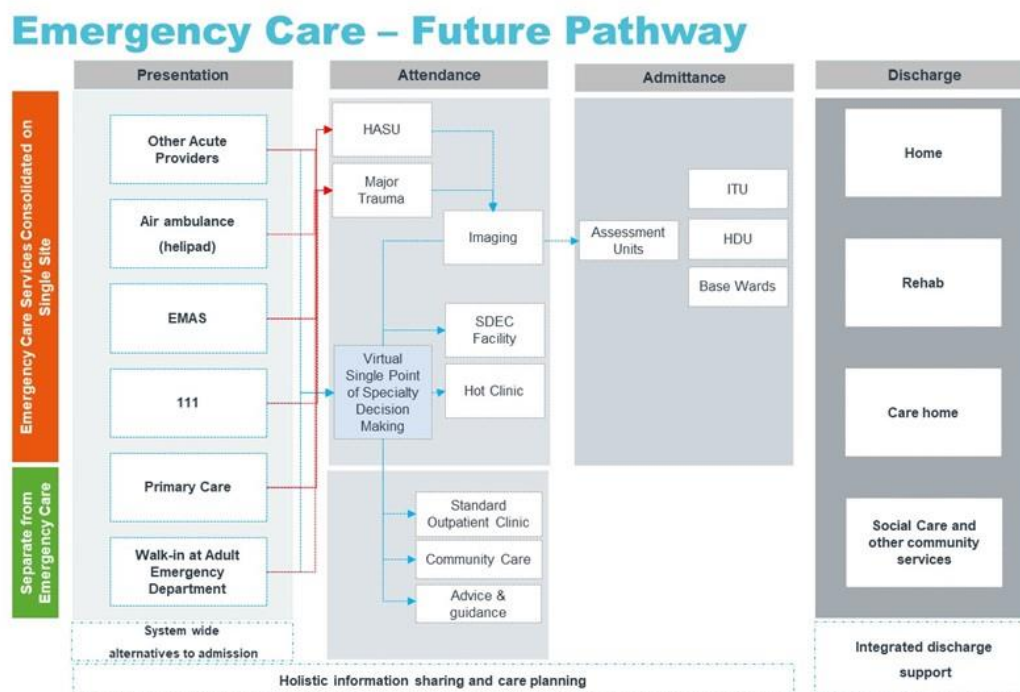 Emergency Care – Future Pathway
Presentation
Attendance
Admittance
Discharge
Emergency Care Services Consolidated on
Single Site
Separate from
Emergency Care
Other Acute
Providers
Air ambulance
(helipad)
EMAS
111
Primary Care
Walk-in at Adult
Emergency
Department
System wide
alternatives to admission
HASU
Major
Trauma
Imaging
SDEC
Facility
Virtual
Single Point
of Specialty
Decision
Making
Hot Clinic
Standard
Outpatient Clinic
Community Care
Advice &
guidance
Assessment
Units
ITU
HDU
Base Wards
Home
Rehab
Care home
Social Care and
other community
services
Integrated discharge
support
Holistic information sharing and care planning